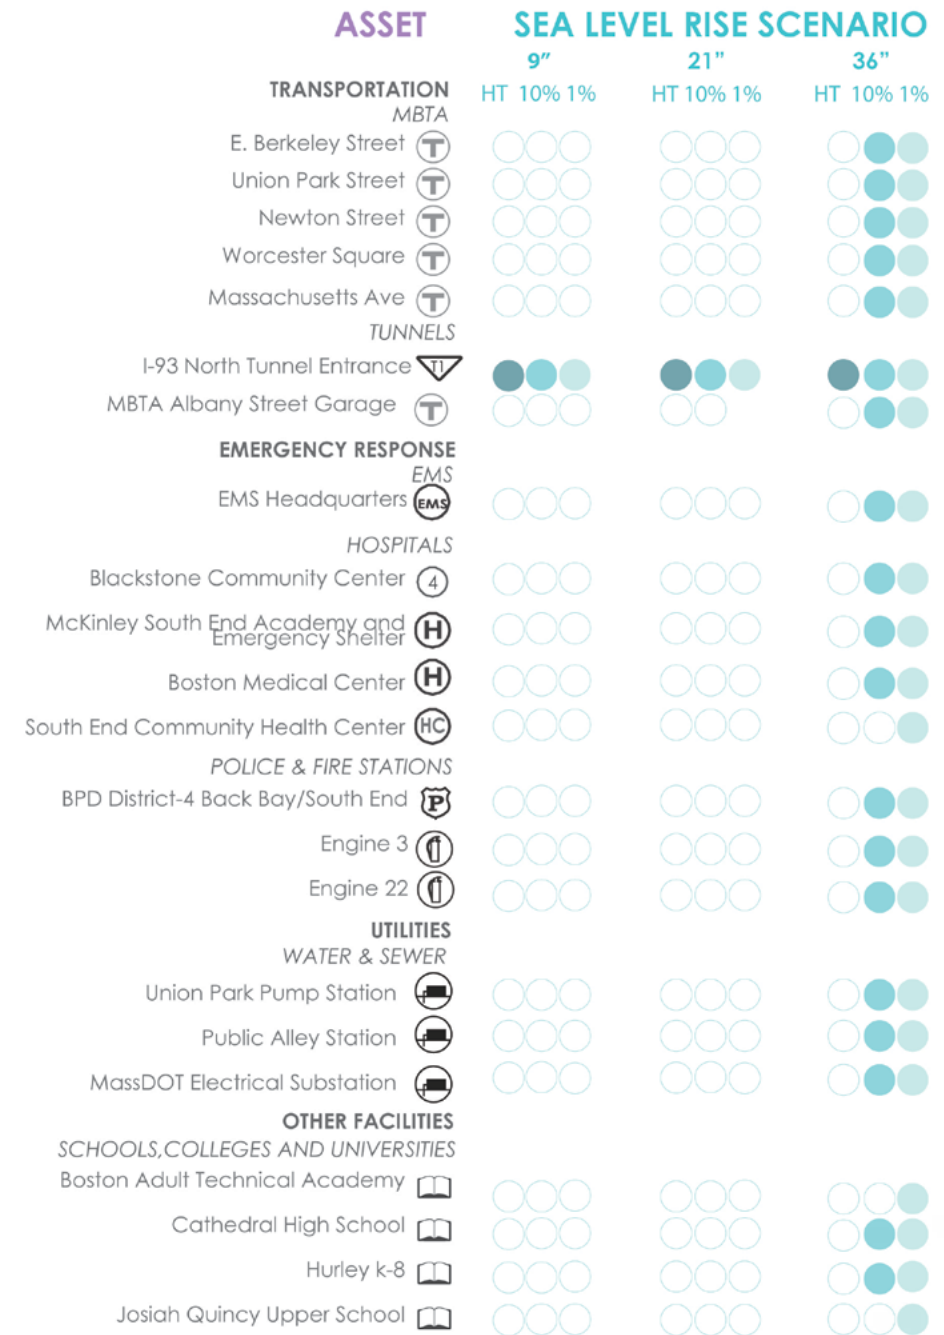 ASSET SEA LEVEL RISE SCENARIO
9” 21” 36”
TRANSPORTATION HT 10% 1% HT 10% 1% HT 10% 1%
MBTA
E. Berkeley Street T
Union Park Street T
Newton Street T
Worcester Square T
Massachusetts Ave T
TUNNELS
I-93 North Tunnel Entrance T1
MBTA Albany Street Garage T
EMERGENCY RESPONSE
EMS
EMS Headquarters EMS
HOSPITALS
Blackstone Community Center 4
McKinley South End Academy and
Emergency Shelter H
Boston Medical Center H
South End Community Health Center HC
POLICE & FIRE STATIONS
BPD District-4 Back Bay/South End P
Engine 3
Engine 22
UTILITIES
WATER & SEWER
Union Park Pump Station
Public Alley Station
MassDOT Electrical Substation
OTHER FACILITIES
SCHOOLS,COLLEGES AND UNIVERSITIES
Boston Adult Technical Academy
Cathedral High School
Hurley k-8
Josiah Quincy Upper School